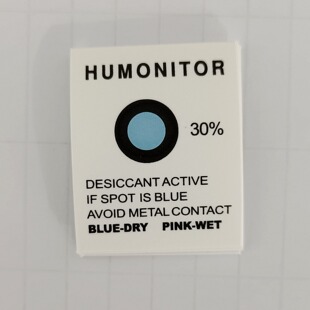 HUMONITOR
30%
DESICCANT ACTIVE
IF SPOT IS BLUE
AVOID METAL CONTACT
BLUE-DRY PINK-WET